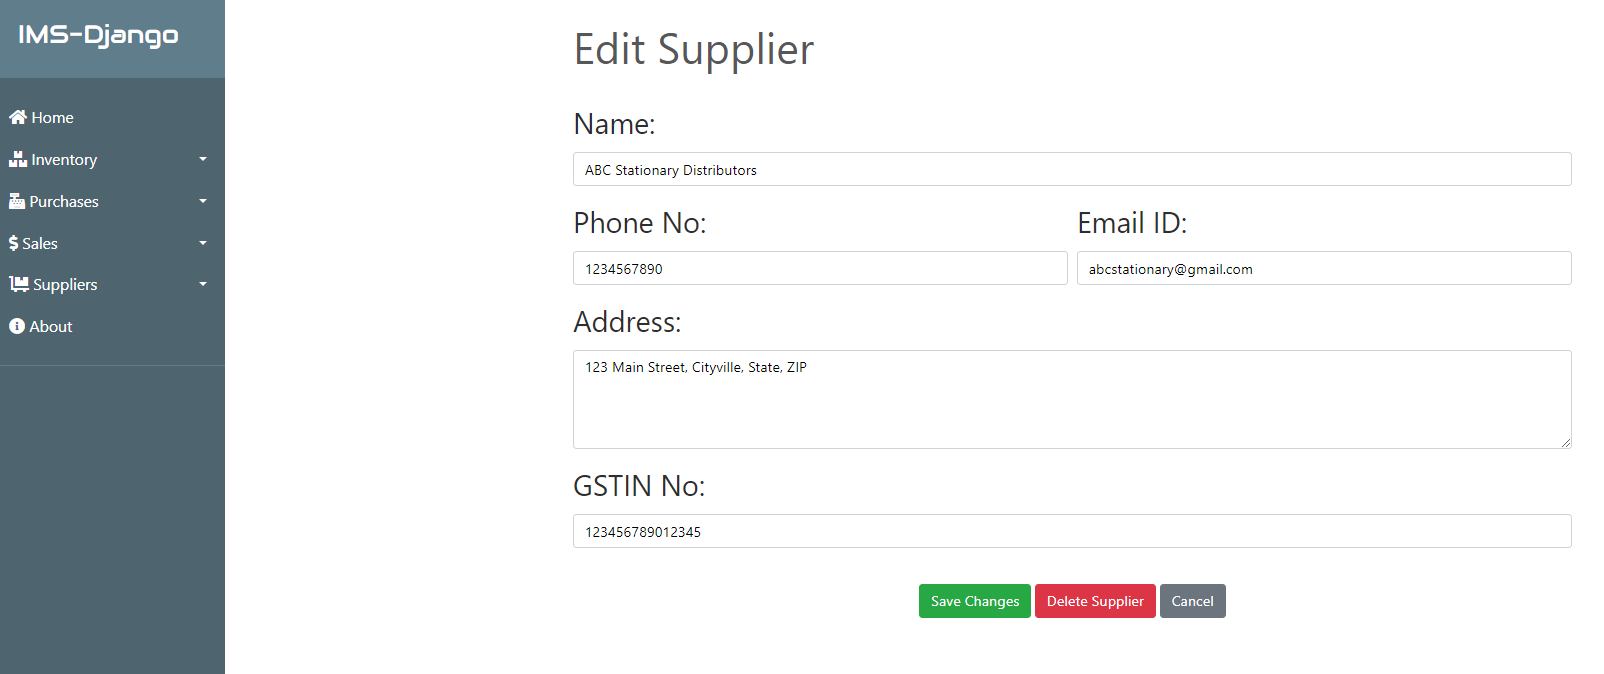 IMS-Django
Home
Inventory
Purchases
Sales
Suppliers
About
Edit Supplier
Name:
ABC Stationary Distributors
Phone No:
Email ID:
1234567890
abcstationary@gmail.com
Address:
123 Main Street, Cityville, State, ZIP
GSTIN No:
123456789012345
Save Changes
Delete Supplier
Cancel